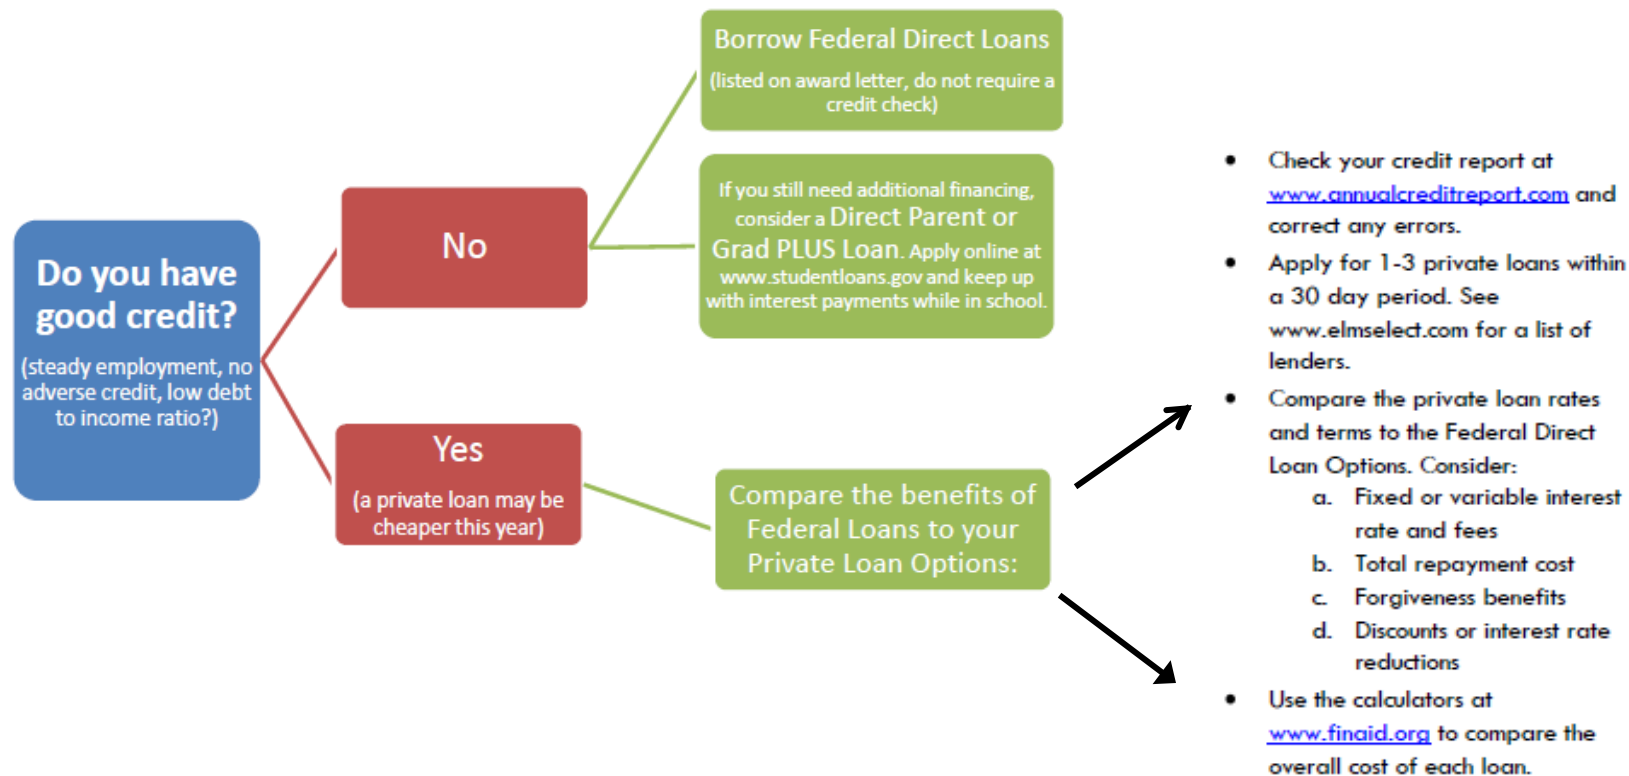 Do you have
good credit?
(steady employment, no
adverse credit, low debt
to income ratio?)
No
Yes
(a private loan may be
cheaper this year)
Borrow Federal Direct Loans
(listed on award letter, do not require a
credit check)
If you still need additional financing,
consider a Direct Parent or
Grad PLUS Loan. Apply online at
www.studentloans.gov and keep up
with interest payments while in school.
Compare the benefits of
Federal Loans to your
Private Loan Options:
• Check your credit report at
www.annualcreditreport.com and
correct any errors.
• Apply for 1-3 private loans within
a 30 day period. See
www.elmselect.com for a list of
lenders.
• Compare the private loan rates
and terms to the Federal Direct
Loan Options. Consider:
a. Fixed or variable interest
rate and fees
b. Total repayment cost
c. Forgiveness benefits
d. Discounts or interest rate
reductions
• Use the calculators at
www.finaid.org to compare the
overall cost of each loan.